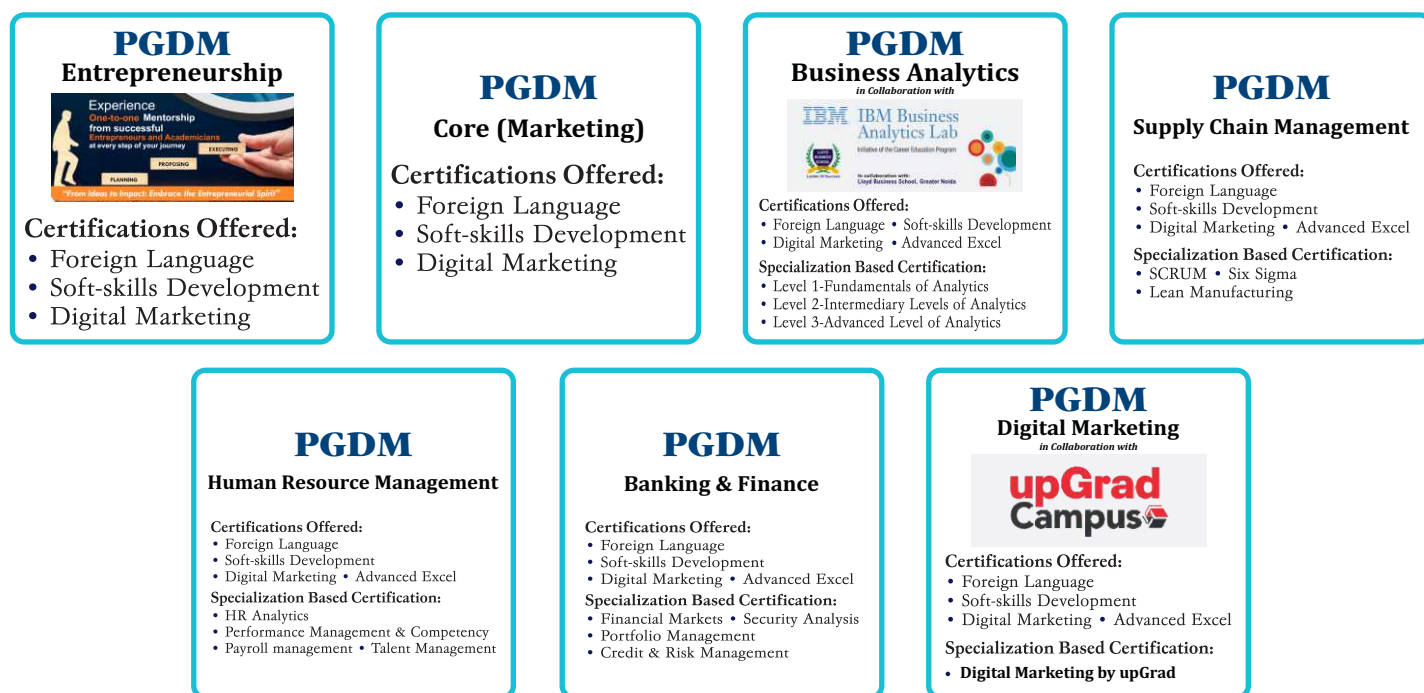 PGDM
Entrepreneurship
Experience
One-to-one Mentorship
from successful
Entrepreneurs and Academicians
at every step of your journey
EXECUTING
PROPOSING
PLANNING
"From Ideas to Impact: Embrace the Entrepreneurial Spirit"
Certifications Offered:
• Foreign Language
• Soft-skills Development
• Digital Marketing
PGDM
Core (Marketing)
Certifications Offered:
• Foreign Language
• Soft-skills Development
• Digital Marketing
PGDM
Business Analytics
in Collaboration with
IBM IBM Business
Analytics Lab
Initiative of the Career Education Program
In collaboration with:
Lloyd Business School, Greater Noida
Certifications Offered:
• Foreign Language • Soft-skills Development
• Digital Marketing • Advanced Excel
Specialization Based Certification:
• Level 1-Fundamentals of Analytics
• Level 2-Intermediary Levels of Analytics
• Level 3-Advanced Level of Analytics
PGDM
Supply Chain Management
Certifications Offered:
• Foreign Language
• Soft-skills Development
• Digital Marketing • Advanced Excel
Specialization Based Certification:
• SCRUM • Six Sigma
• Lean Manufacturing
PGDM
Human Resource Management
Certifications Offered:
• Foreign Language
• Soft-skills Development
• Digital Marketing • Advanced Excel
Specialization Based Certification:
• HR Analytics
• Performance Management & Competency
• Payroll management • Talent Management
PGDM
Banking & Finance
Certifications Offered:
• Foreign Language
• Soft-skills Development
• Digital Marketing • Advanced Excel
Specialization Based Certification:
• Financial Markets • Security Analysis
• Portfolio Management
• Credit & Risk Management
PGDM
Digital Marketing
in Collaboration with
upGrad
Campus
Certifications Offered:
• Foreign Language
• Soft-skills Development
• Digital Marketing • Advanced Excel
Specialization Based Certification:
• Digital Marketing by upGrad